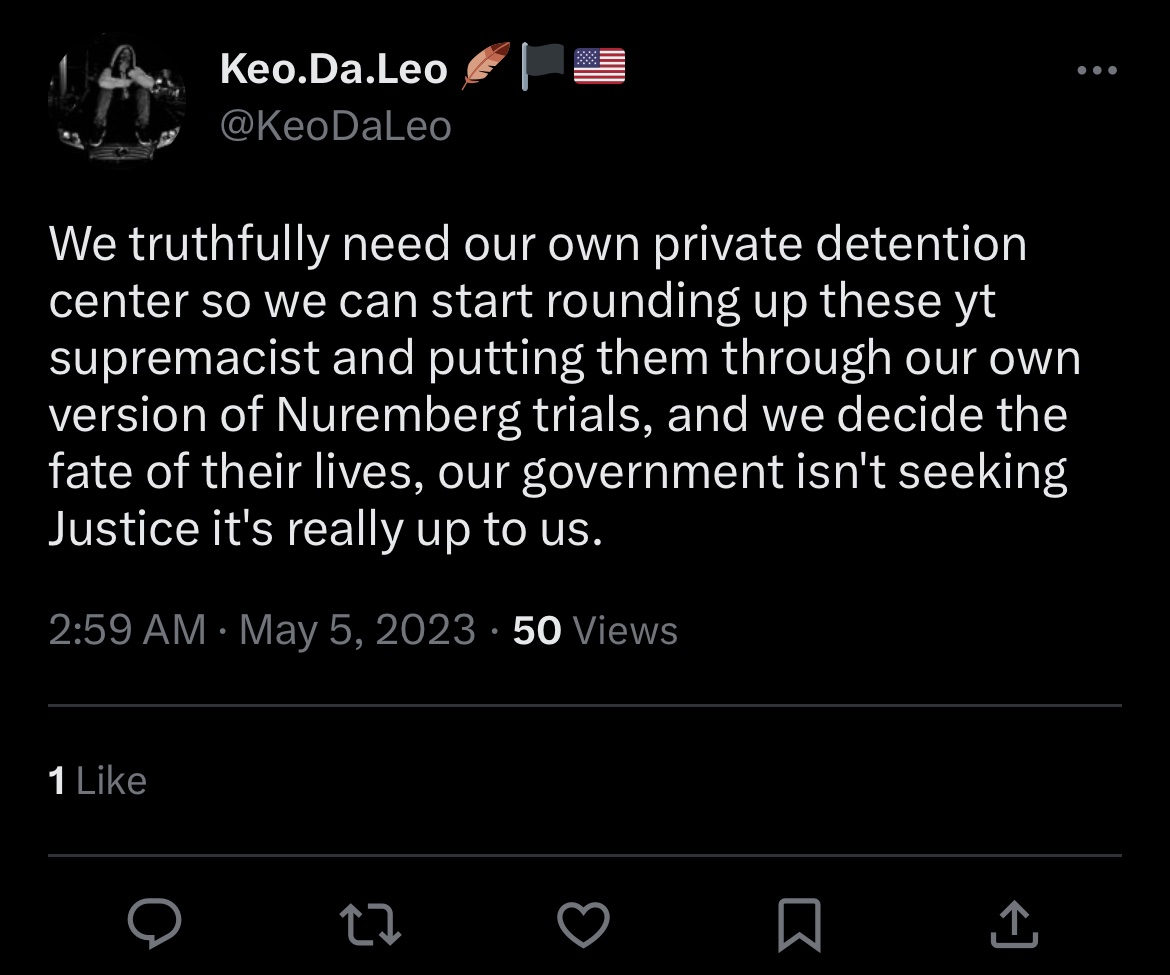 Keo.Da.Leo 🪶🏴🇺🇸
@KeoDaLeo
We truthfully need our own private detention
center so we can start rounding up these yt
supremacist and putting them through our own
version of Nuremberg trials, and we decide the
fate of their lives, our government isn't seeking
Justice it's really up to us.
2:59 AM · May 5, 2023 · 50 Views
1 Like